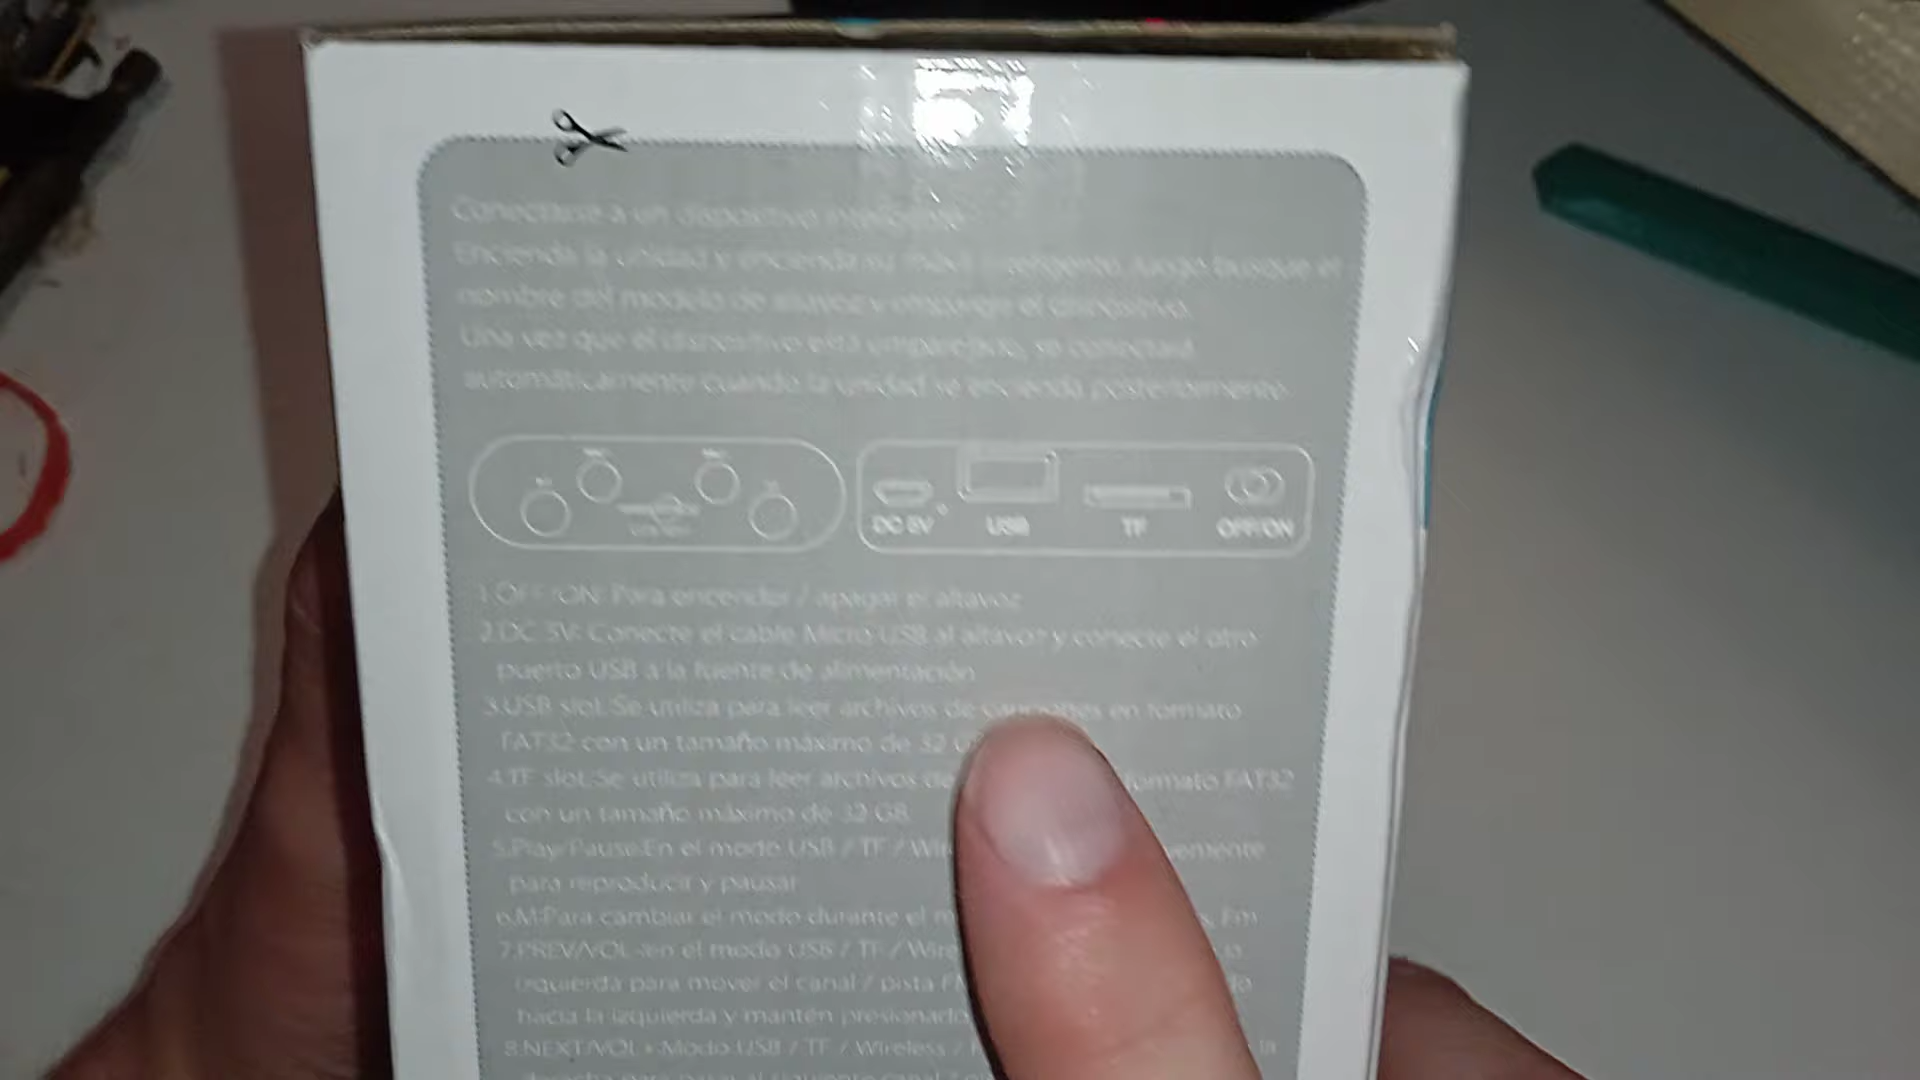 Conectarse a un dispositivo inteligente
Encienda la unidad y encienda su móvil inteligente, luego busque el
nombre del modelo de altavoz y empareje el dispositivo.
Una vez que el dispositivo está emparejado, se conectará
automáticamente cuando la unidad se encienda posteriormente.
DC 5V USB TF OFF/ON
1.OFF/ON: Para encender / apagar el altavoz
2.DC 5V: Conecte el cable Micro USB al altavoz y conecte el otro
puerto USB a la fuente de alimentación
3.USB slot:Se utiliza para leer archivos de canciones en formato
FAT32 con un tamaño máximo de 32
4.TF slot:Se utiliza para leer archivos de formato FAT32
con un tamaño máximo de 32 GB
5.Play/Pause:En el modo USB / TF /
para reproducir y pausar
6.M:Para cambiar el modo durante el
7.PREV/VOL-:en el modo USB / TF /
izquierda para mover el canal / pista
hacia la izquierda y mantén presionado
8.NEXT/VOL+:Modo USB / TF / Wireless / la